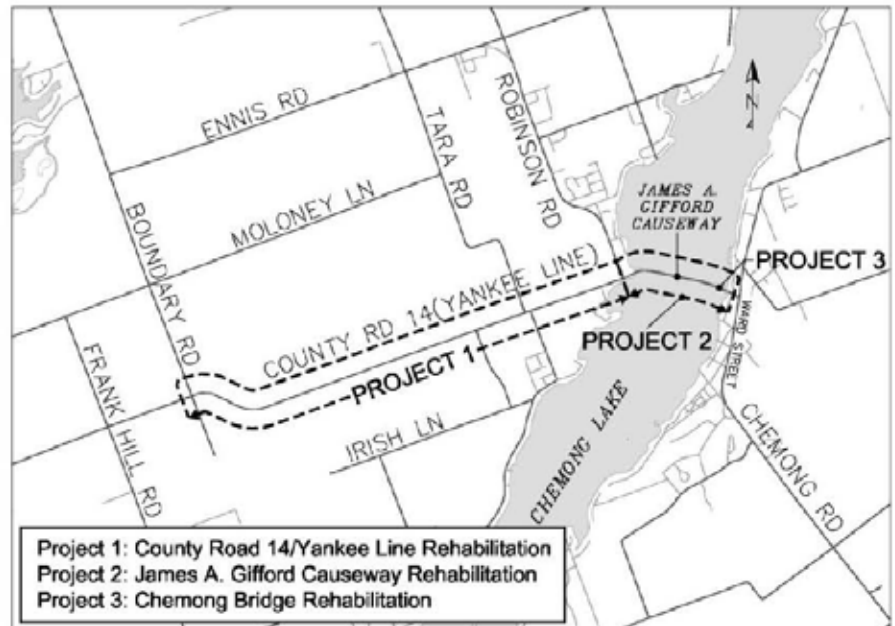 ENNIS RD
TARA RD
ROBINSON RD
N
MOLONEY LN
JAMES A.
GIFFORD
CAUSEWAY
BOUNDARY RD
PROJECT 3
COUNTY RD 14(YANKEE LINE)
PROJECT 2
WARD STREET
PROJECT 1
FRANK HILL RD
IRISH LN
CHEMONG LAKE
CHEMONG RD
Project 1: County Road 14/Yankee Line Rehabilitation
Project 2: James A. Gifford Causeway Rehabilitation
Project 3: Chemong Bridge Rehabilitation